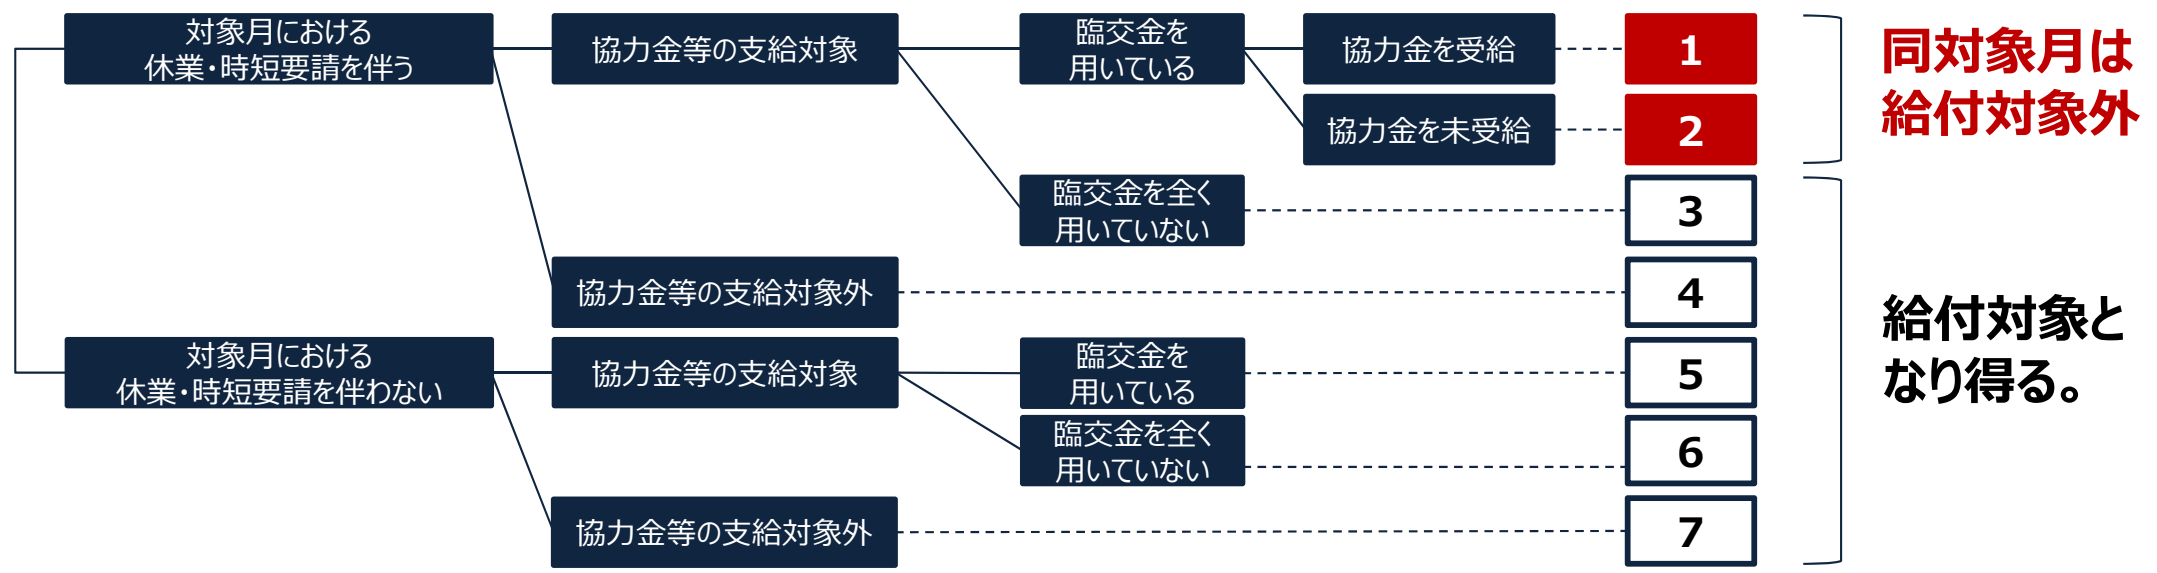 対象月における
休業・時短要請を伴う
協力金等の支給対象
臨交金を
用いている
協力金を受給
1
協力金を未受給
2
同対象月は
給付対象外
臨交金を全く
用いていない
3
協力金等の支給対象外
4
対象月における
休業・時短要請を伴わない
協力金等の支給対象
臨交金を
用いている
5
臨交金を全く
用いていない
6
協力金等の支給対象外
7
給付対象と
なり得る。